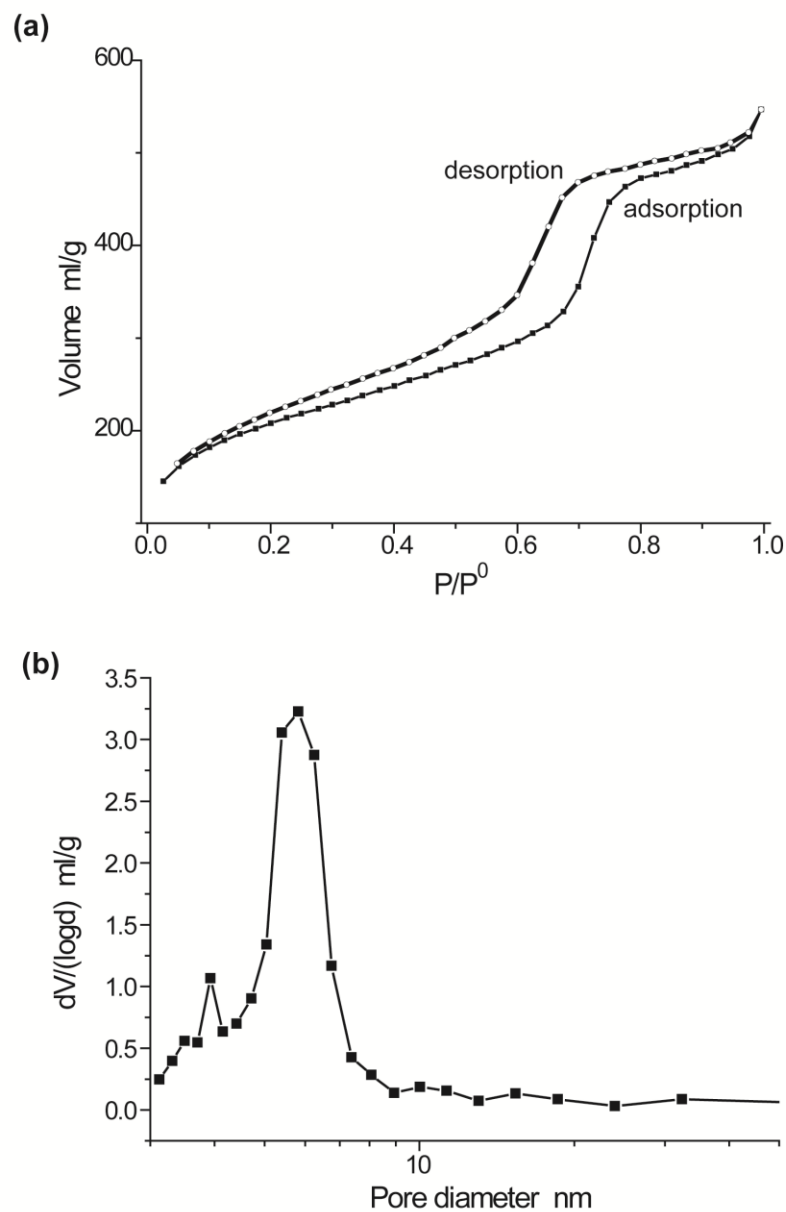 (a)
600
400
200
Volume ml/g
desorption
adsorption
0.0 0.2 0.4 0.6 0.8 1.0
P/P⁰
(b)
3.5
3.0
2.5
2.0
1.5
1.0
0.5
0.0
dV/(logd) ml/g
10
Pore diameter nm